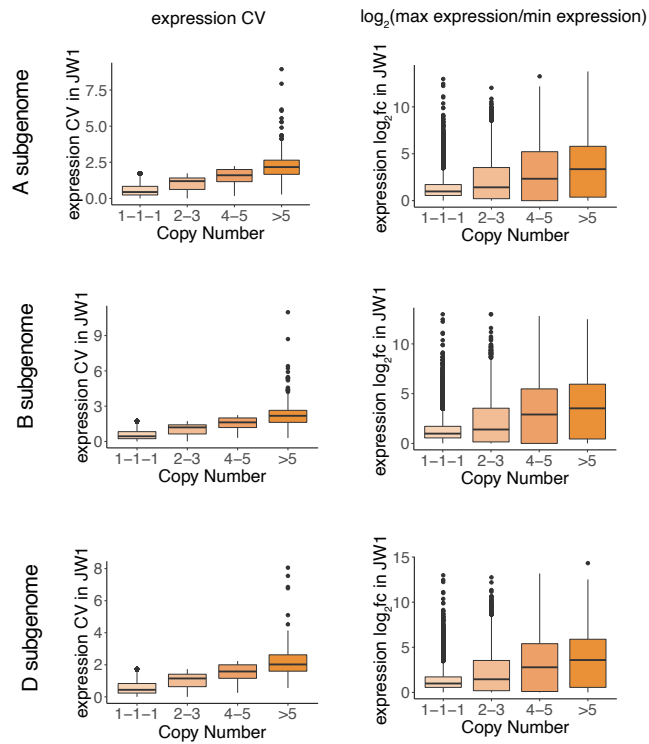 expression CV
log₂(max expression/min expression)
A subgenome
expression CV in JW1
7.5
5.0
2.5
0.0
1−1−1 2−3 4−5 >5
Copy Number
expression log₂fc in JW1
10
5
0
1−1−1 2−3 4−5 >5
Copy Number
B subgenome
expression CV in JW1
9
6
3
0
1−1−1 2−3 4−5 >5
Copy Number
expression log₂fc in JW1
10
5
0
1−1−1 2−3 4−5 >5
Copy Number
D subgenome
expression CV in JW1
8
6
4
2
0
1−1−1 2−3 4−5 >5
Copy Number
expression log₂fc in JW1
15
10
5
0
1−1−1 2−3 4−5 >5
Copy Number